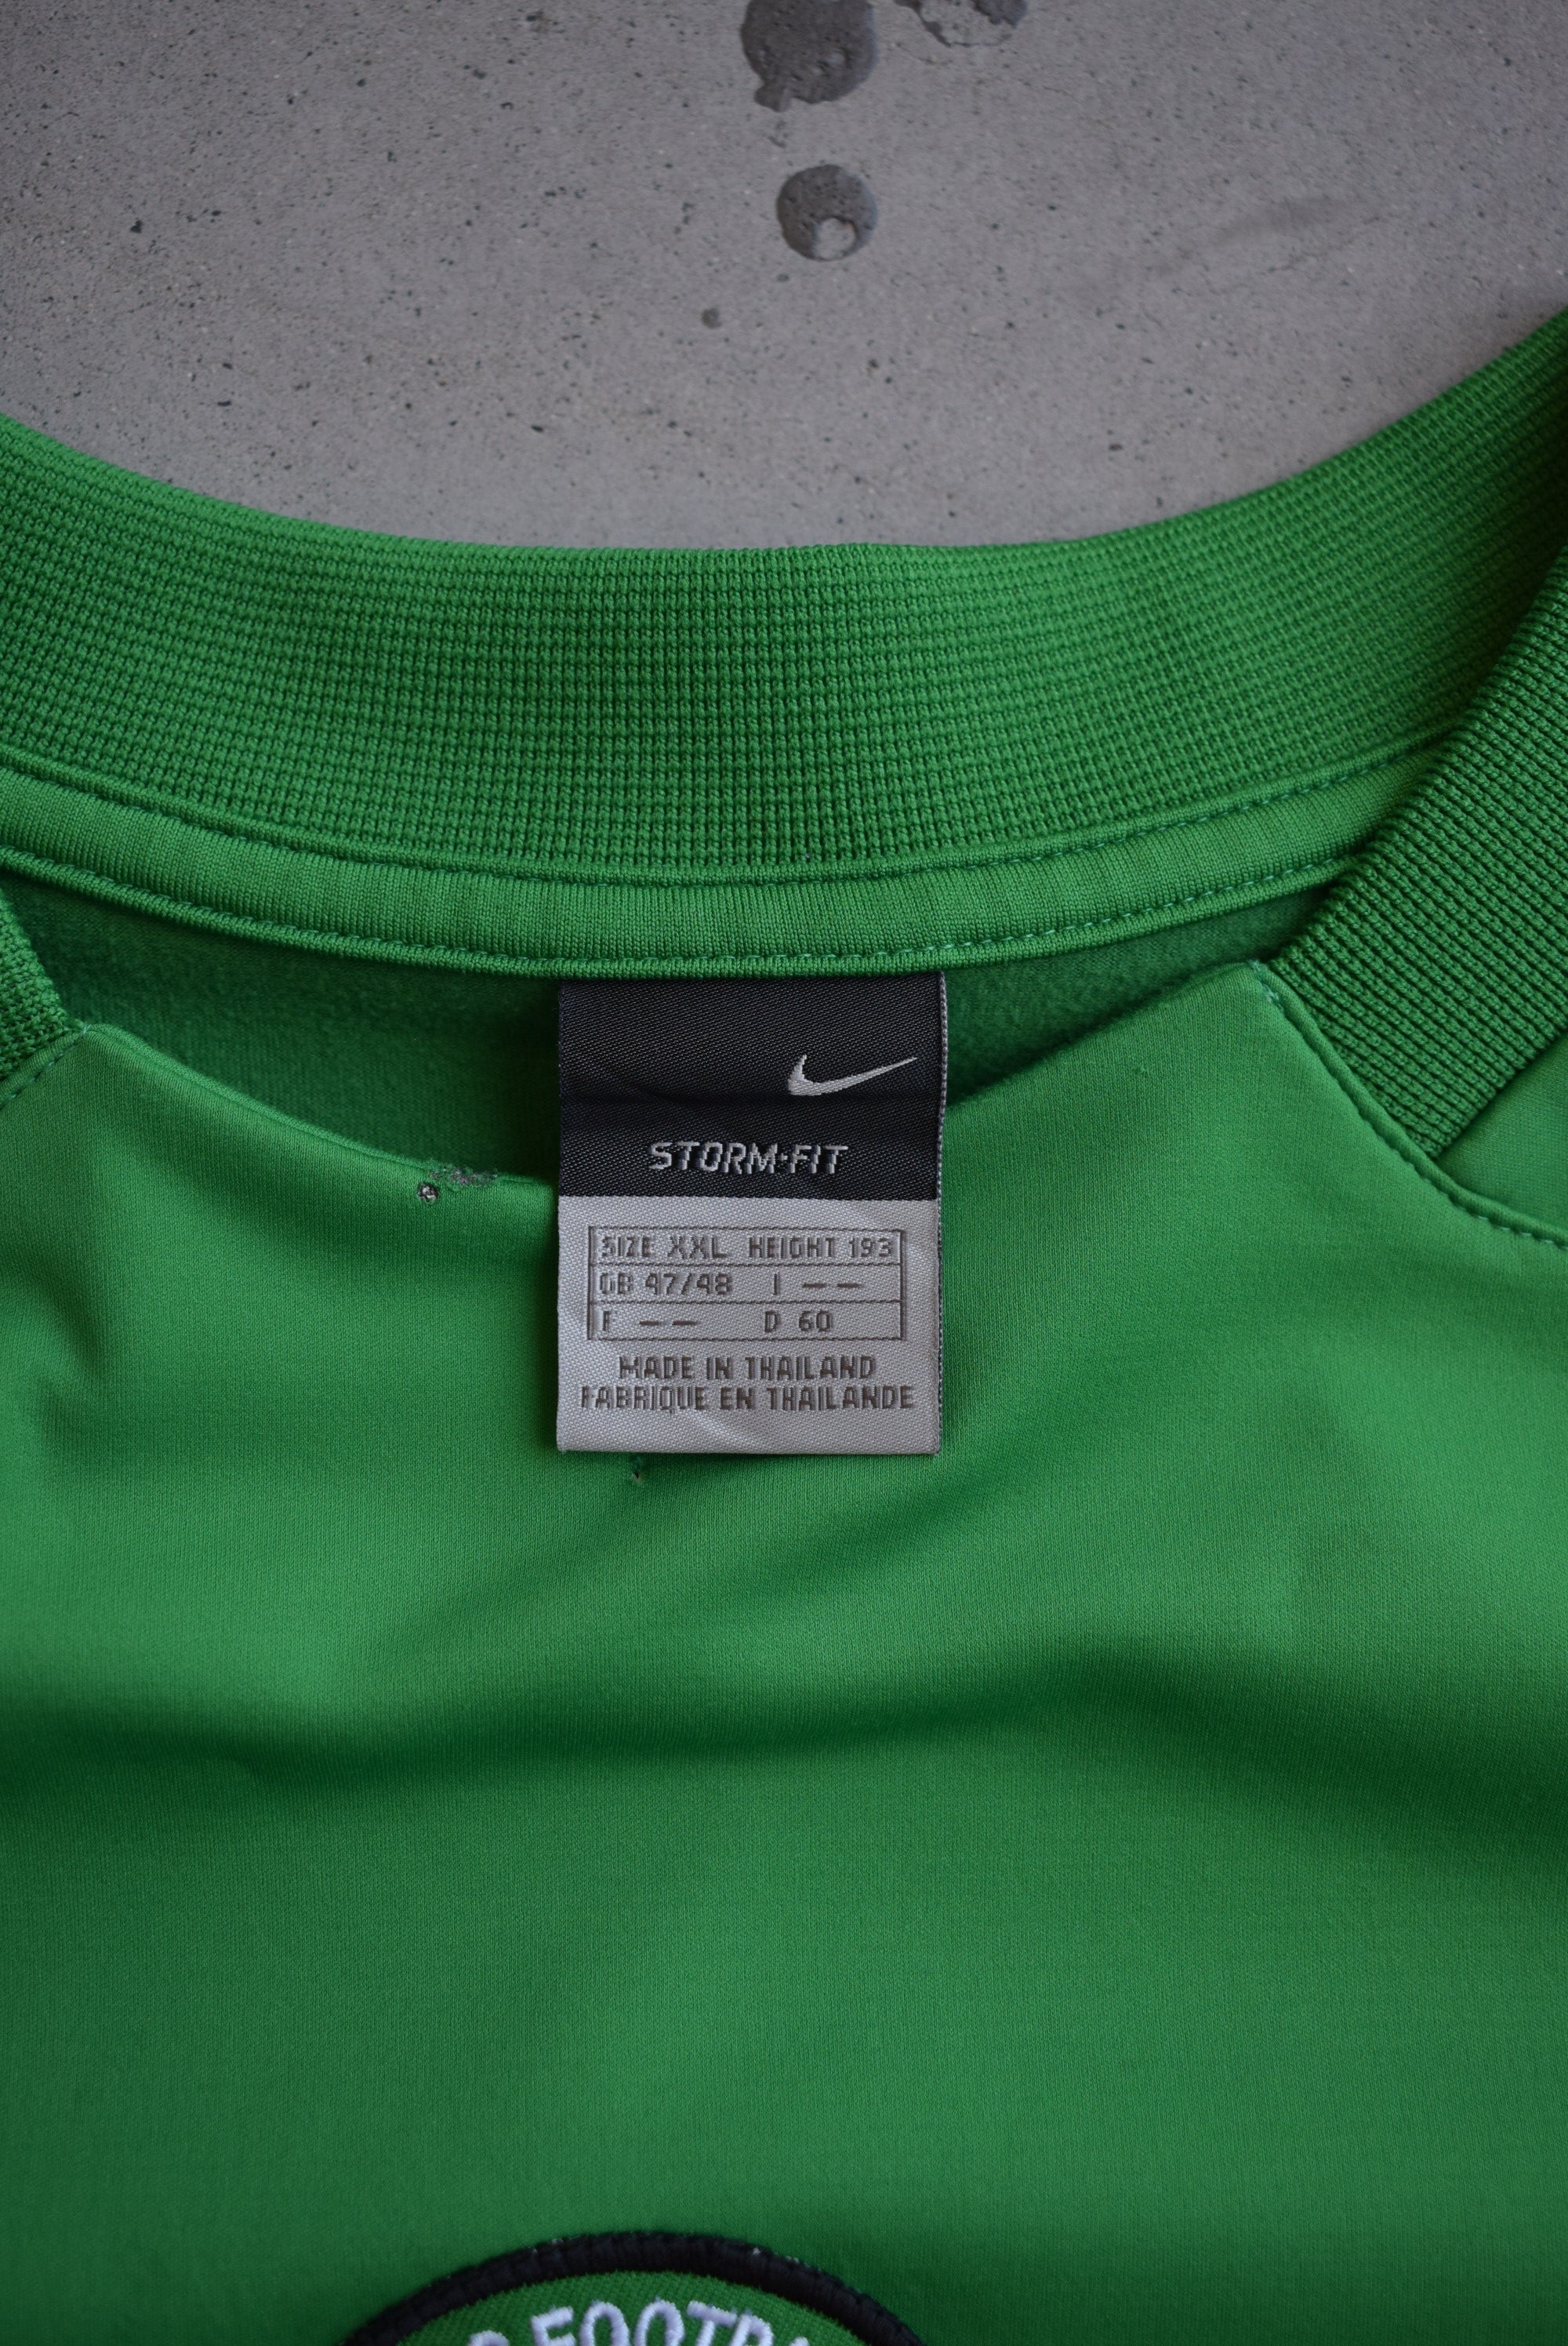 STORM·FIT
SIZE XXL HEIGHT 193
GB 47/48 I – –
F – – D 60
MADE IN THAILAND
FABRIQUE EN THAILANDE